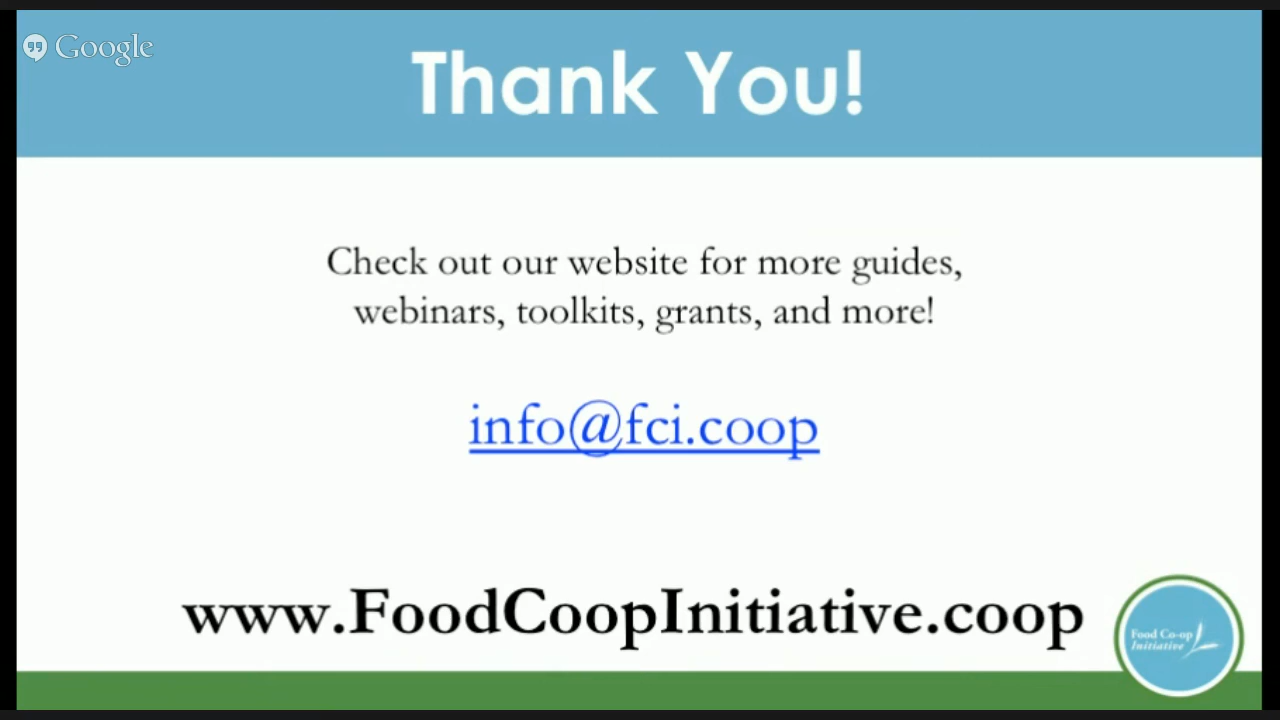 Google
Thank You!
Check out our website for more guides,
webinars, toolkits, grants, and more!
info@fci.coop
www.FoodCoopInitiative.coop
Food Co-op
Initiative